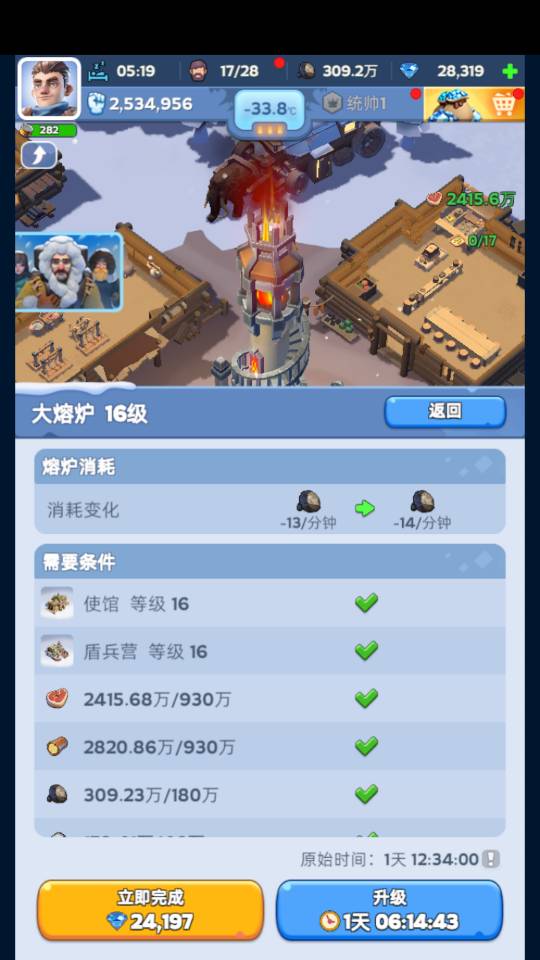 05:19 17/28 309.2万 28,319
2,534,956 -33.8℃ 统帅1
282
2415.6万
0/17
大熔炉 16级 返回
熔炉消耗
消耗变化 -13/分钟 -14/分钟
需要条件
使馆 等级 16
盾兵营 等级 16
2415.68万/930万
2820.86万/930万
309.23万/180万
原始时间：1天 12:34:00
立即完成 升级
24,197 1天 06:14:43